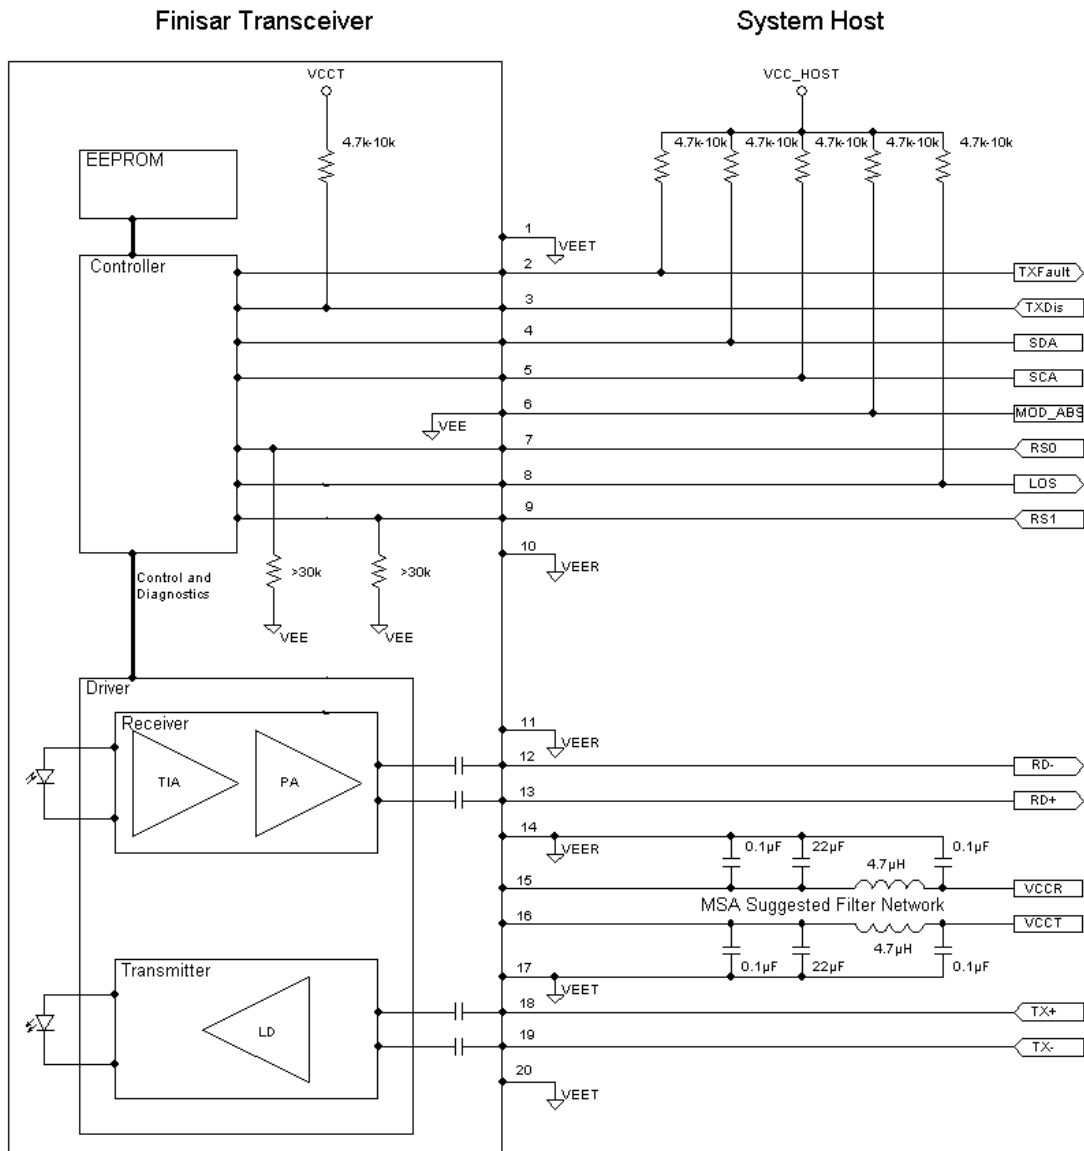 Finisar Transceiver
System Host
VCCT
VCC_HOST
4.7k-10k
4.7k-10k
4.7k-10k
4.7k-10k
4.7k-10k
4.7k-10k
EEPROM
Controller
1
VEET
2
TXFault
3
TXDis
4
SDA
5
SCA
6
VEE
MOD_ABS
7
RS0
8
LOS
9
RS1
10
VEER
>30k
>30k
Control and
Diagnostics
VEE
VEE
Driver
Receiver
TIA
PA
11
VEER
12
RD-
13
RD+
14
VEER
0.1µF
22µF
4.7µH
0.1µF
15
VCCR
MSA Suggested Filter Network
16
VCCT
4.7µH
0.1µF
22µF
0.1µF
17
VEET
Transmitter
LD
18
TX+
19
TX-
20
VEET